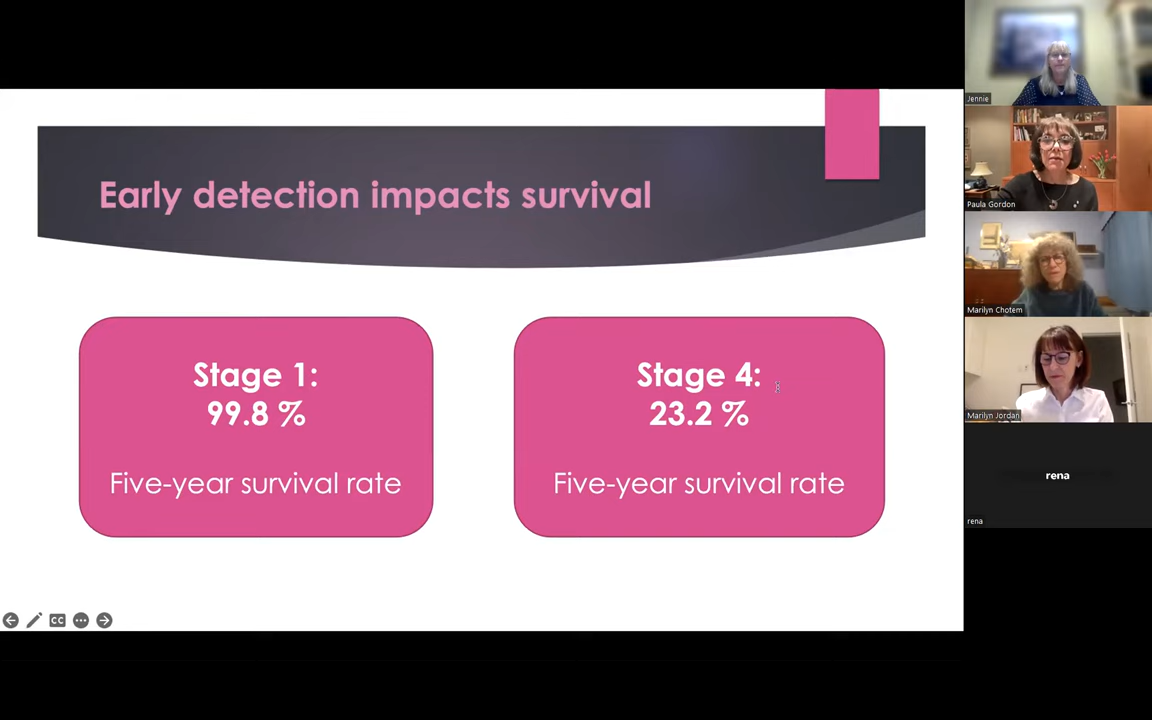 Early detection impacts survival
Stage 1:
99.8 %
Five-year survival rate
Stage 4:
23.2 %
Five-year survival rate
CC
Jennie
Paula Gordon
Marilyn Chotem
Marilyn Jordan
rena
rena